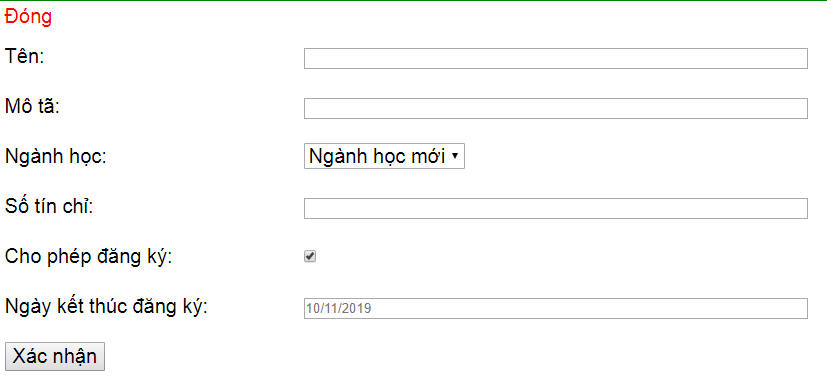 Đóng
Tên:
Mô tã:
Ngành học: Ngành học mới
Số tín chỉ:
Cho phép đăng ký:
Ngày kết thúc đăng ký: 10/11/2019
Xác nhận